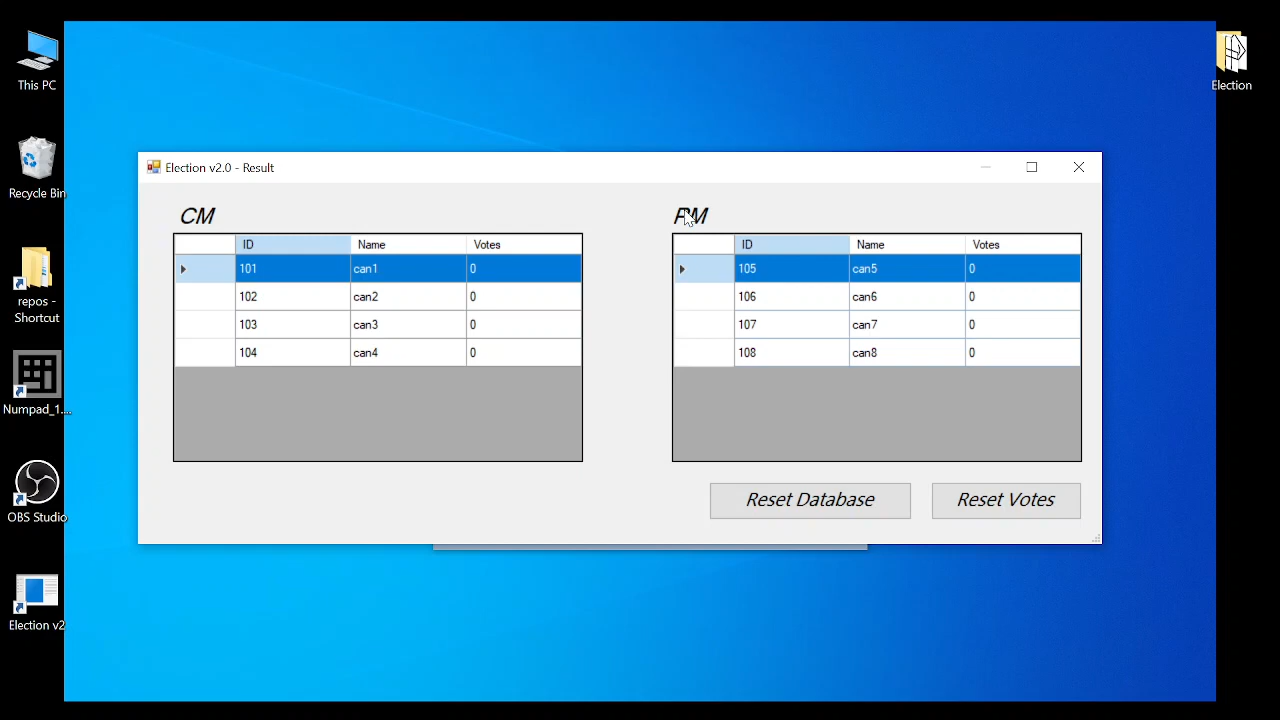 This PC
Recycle Bin
repos -
Shortcut
Numpad_1....
OBS Studio
Election v2
Election
Election v2.0 - Result
CM
ID Name Votes
101 can1 0
102 can2 0
103 can3 0
104 can4 0
PM
ID Name Votes
105 can5 0
106 can6 0
107 can7 0
108 can8 0
Reset Database
Reset Votes